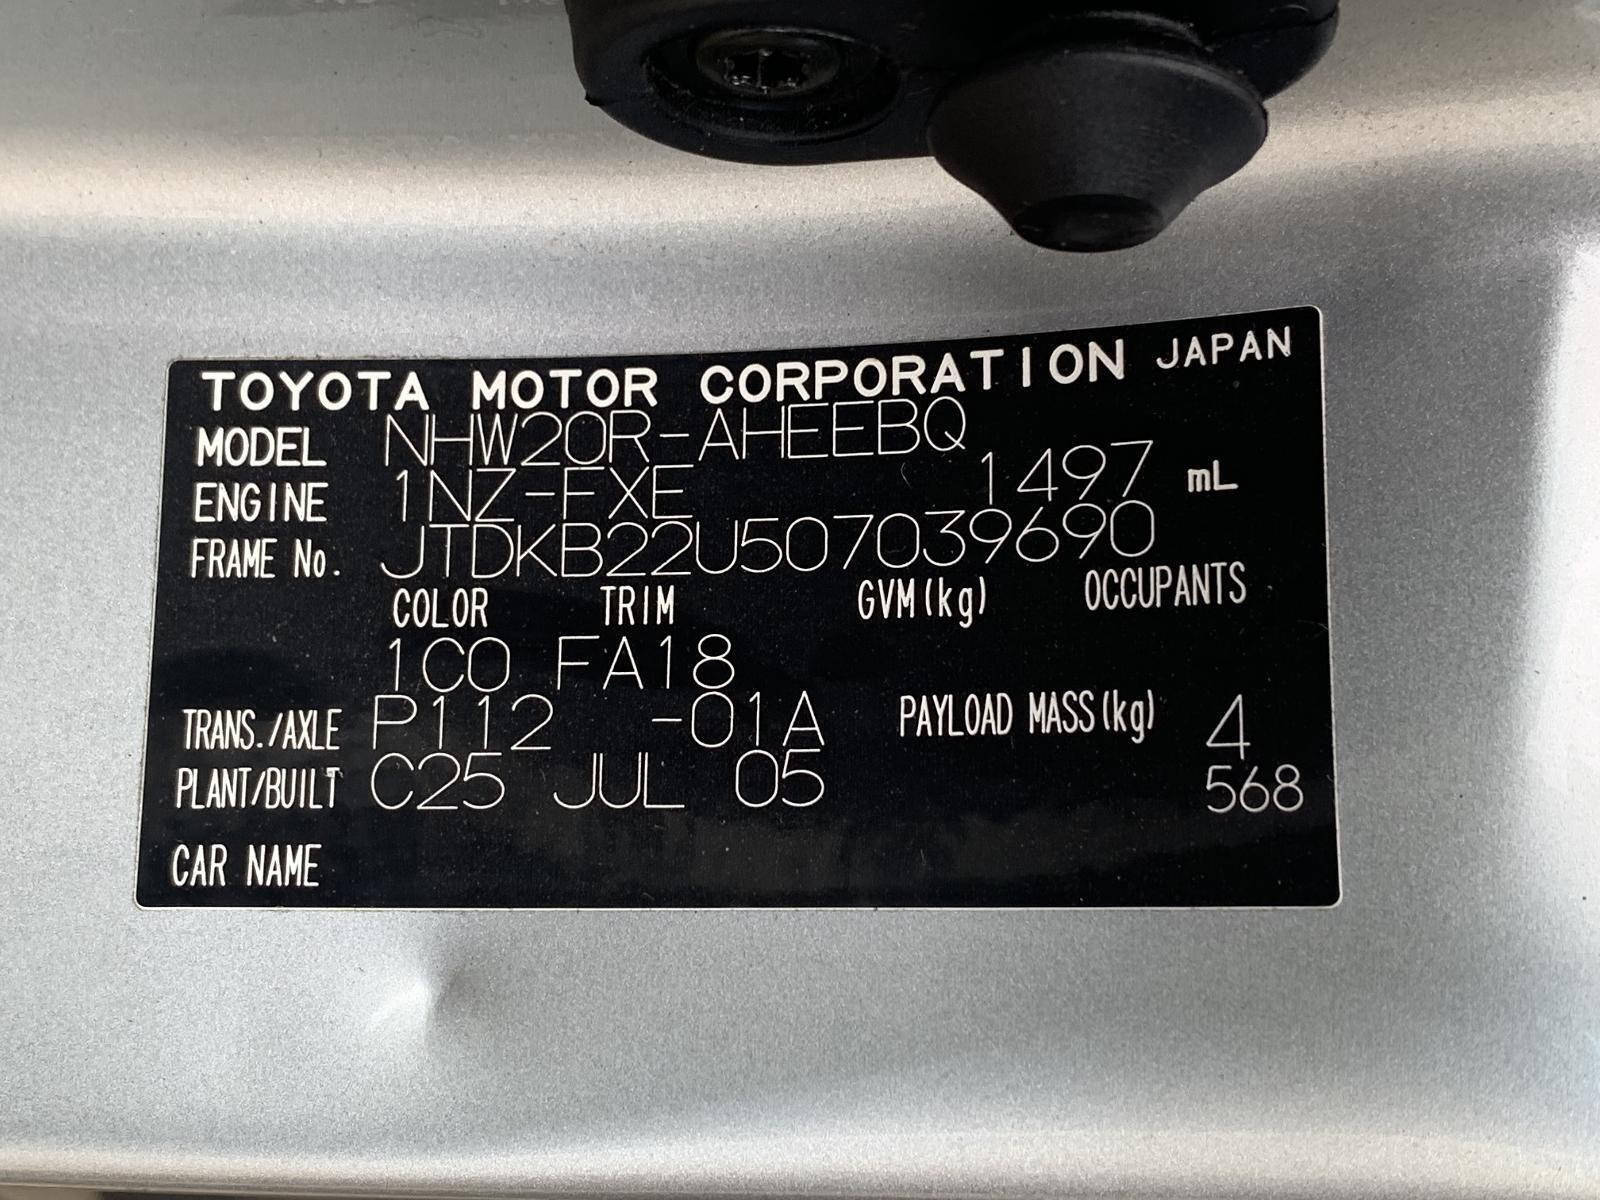 TOYOTA MOTOR CORPORATION JAPAN
MODEL NHW20R-AHEEBQ
ENGINE 1NZ-FXE 1497 mL
FRAME No. JTDKB22U507039690
COLOR TRIM GVM(kg) OCCUPANTS
1C0 FA18
TRANS./AXLE P112 -01A PAYLOAD MASS(kg) 4
PLANT/BUILT C25 JUL 05 568
CAR NAME